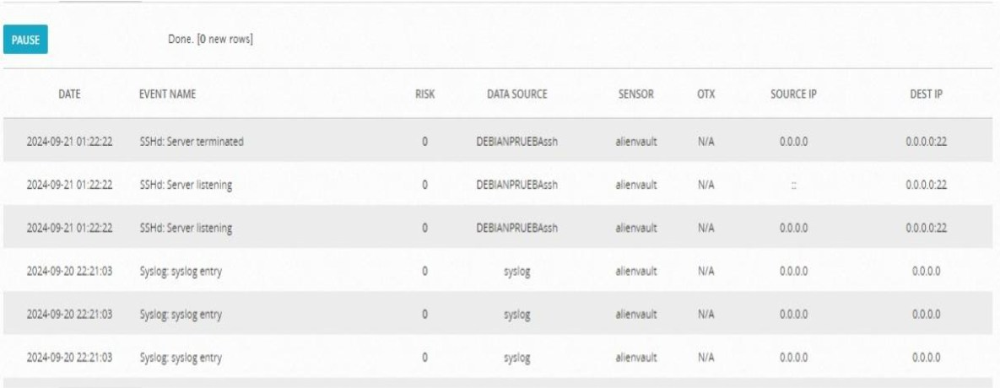 PAUSE Done. [0 new rows]
DATE EVENT NAME RISK DATA SOURCE SENSOR OTX SOURCE IP DEST IP
2024-09-21 01:22:22 SSHd: Server terminated 0 DEBIANPRUEBAssh alienvault N/A 0.0.0.0 0.0.0.0:22
2024-09-21 01:22:22 SSHd: Server listening 0 DEBIANPRUEBAssh alienvault N/A :: 0.0.0.0:22
2024-09-21 01:22:22 SSHd: Server listening 0 DEBIANPRUEBAssh alienvault N/A 0.0.0.0 0.0.0.0:22
2024-09-20 22:21:03 Syslog: syslog entry 0 syslog alienvault N/A 0.0.0.0 0.0.0.0
2024-09-20 22:21:03 Syslog: syslog entry 0 syslog alienvault N/A 0.0.0.0 0.0.0.0
2024-09-20 22:21:03 Syslog: syslog entry 0 syslog alienvault N/A 0.0.0.0 0.0.0.0